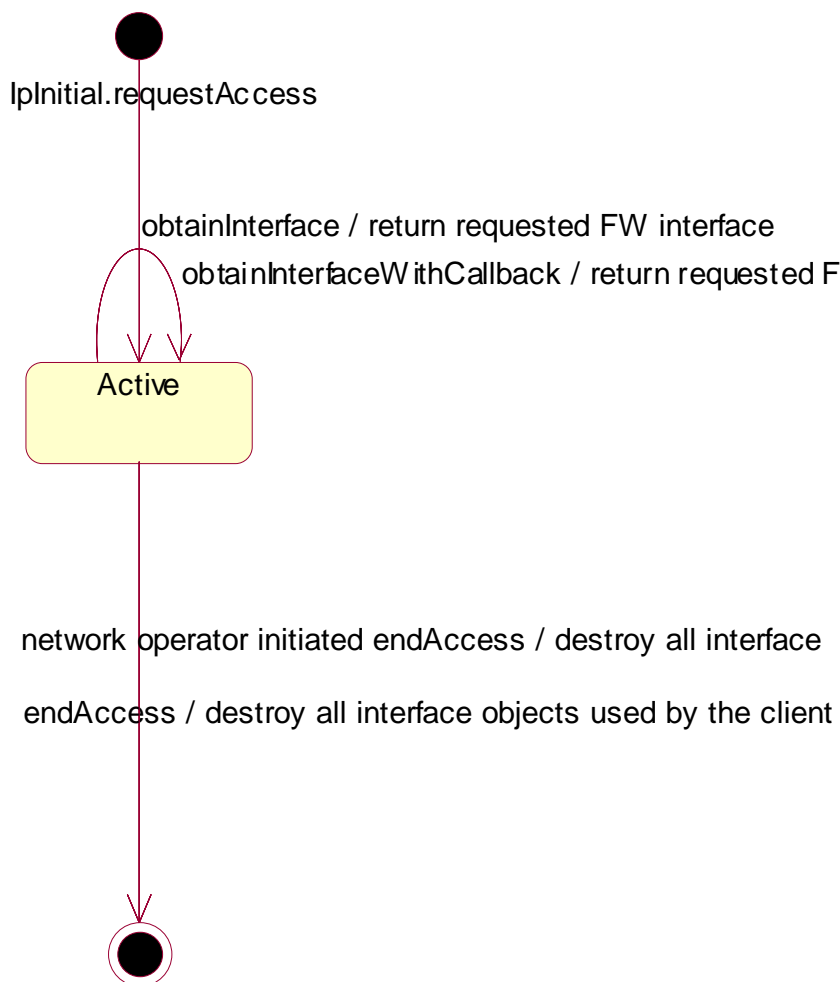 IpInitial.requestAccess
obtainInterface / return requested FW interface
obtainInterfaceWithCallback / return requested F
Active
network operator initiated endAccess / destroy all interface
endAccess / destroy all interface objects used by the client